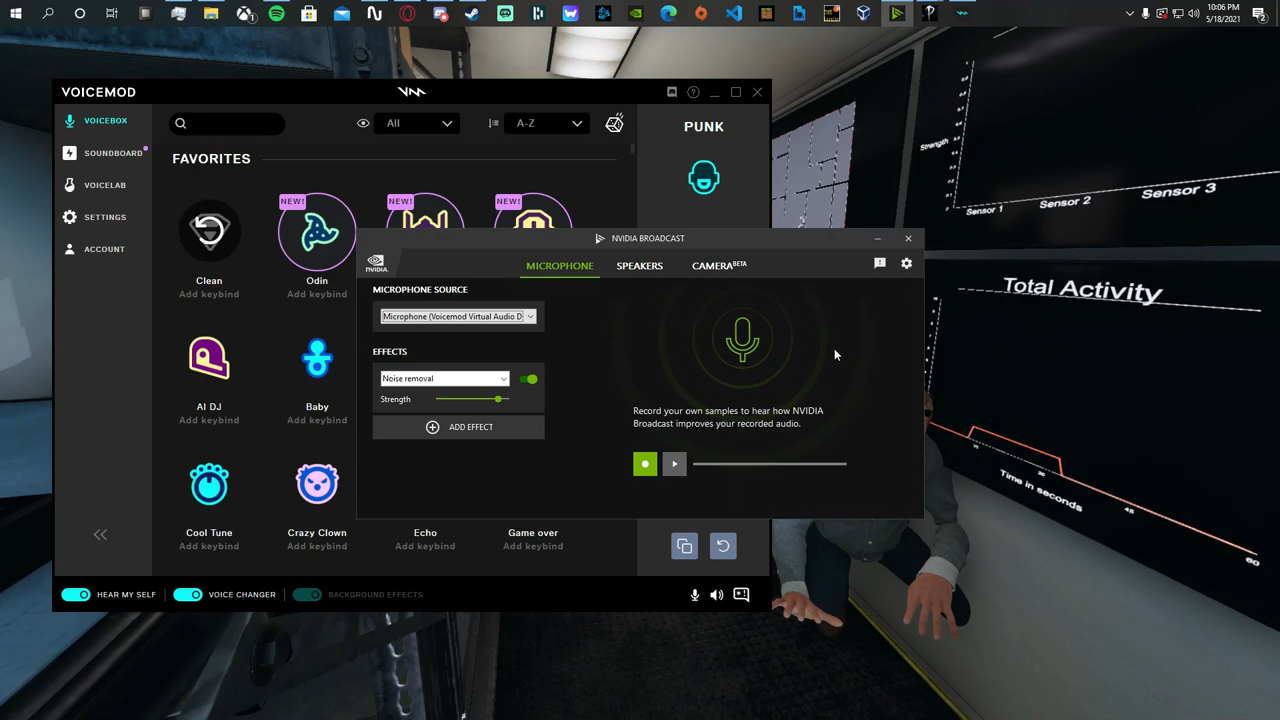 10:06 PM
5/18/2021
2
VOICEMOD
VOICEBOX
SOUNDBOARD
VOICELAB
SETTINGS
ACCOUNT
All
A-Z
FAVORITES
PUNK
NEW!
NEW!
NEW!
Clean
Add keybind
Odin
Add keybind
AI DJ
Add keybind
Baby
Add keybind
Cool Tune
Add keybind
Crazy Clown
Add keybind
Echo
Add keybind
Game over
Add keybind
HEAR MY SELF
VOICE CHANGER
BACKGROUND EFFECTS
NVIDIA BROADCAST
NVIDIA.
MICROPHONE
SPEAKERS
CAMERA BETA
MICROPHONE SOURCE
Microphone (Voicemod Virtual Audio D
EFFECTS
Noise removal
Strength
ADD EFFECT
Record your own samples to hear how NVIDIA
Broadcast improves your recorded audio.
Strength
Sensor 1
Sensor 2
Sensor 3
Total Activity
Time in seconds
45
60